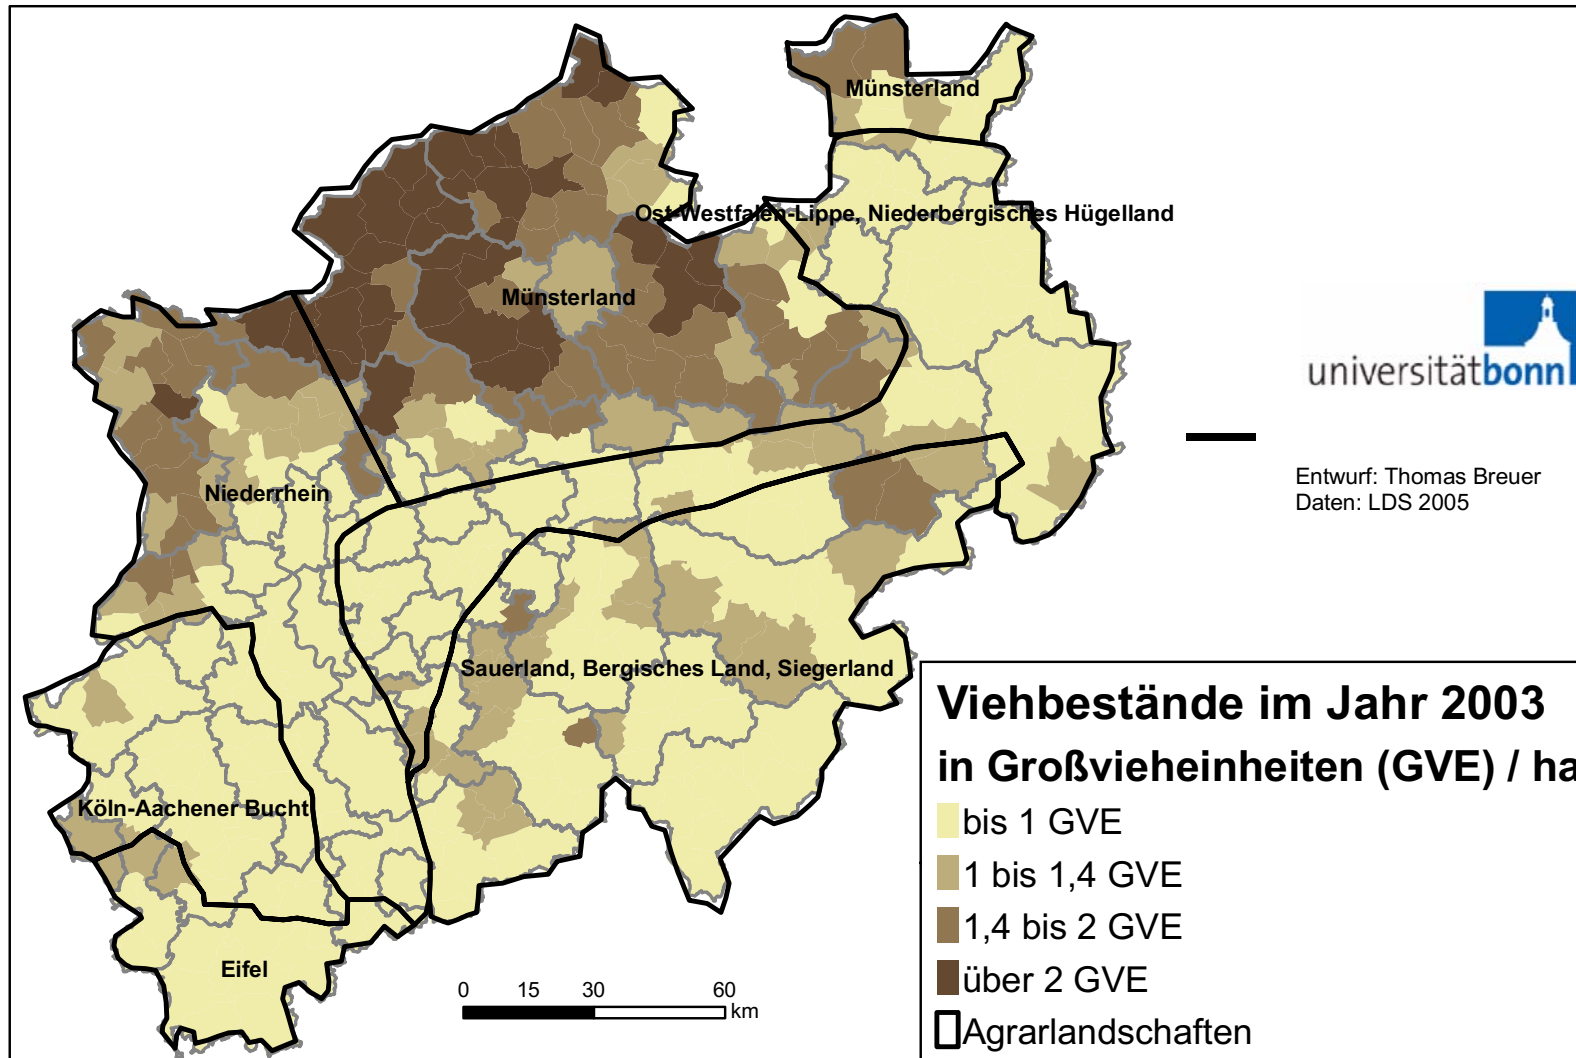 Münsterland
Ost-Westfalen-Lippe, Niederbergisches Hügelland
Münsterland
universitätbonn
Entwurf: Thomas Breuer
Daten: LDS 2005
Niederrhein
Sauerland, Bergisches Land, Siegerland
Köln-Aachener Bucht
Eifel
0 15 30 60
km
Viehbestände im Jahr 2003
in Großvieheinheiten (GVE) / ha
bis 1 GVE
1 bis 1,4 GVE
1,4 bis 2 GVE
über 2 GVE
Agrarlandschaften